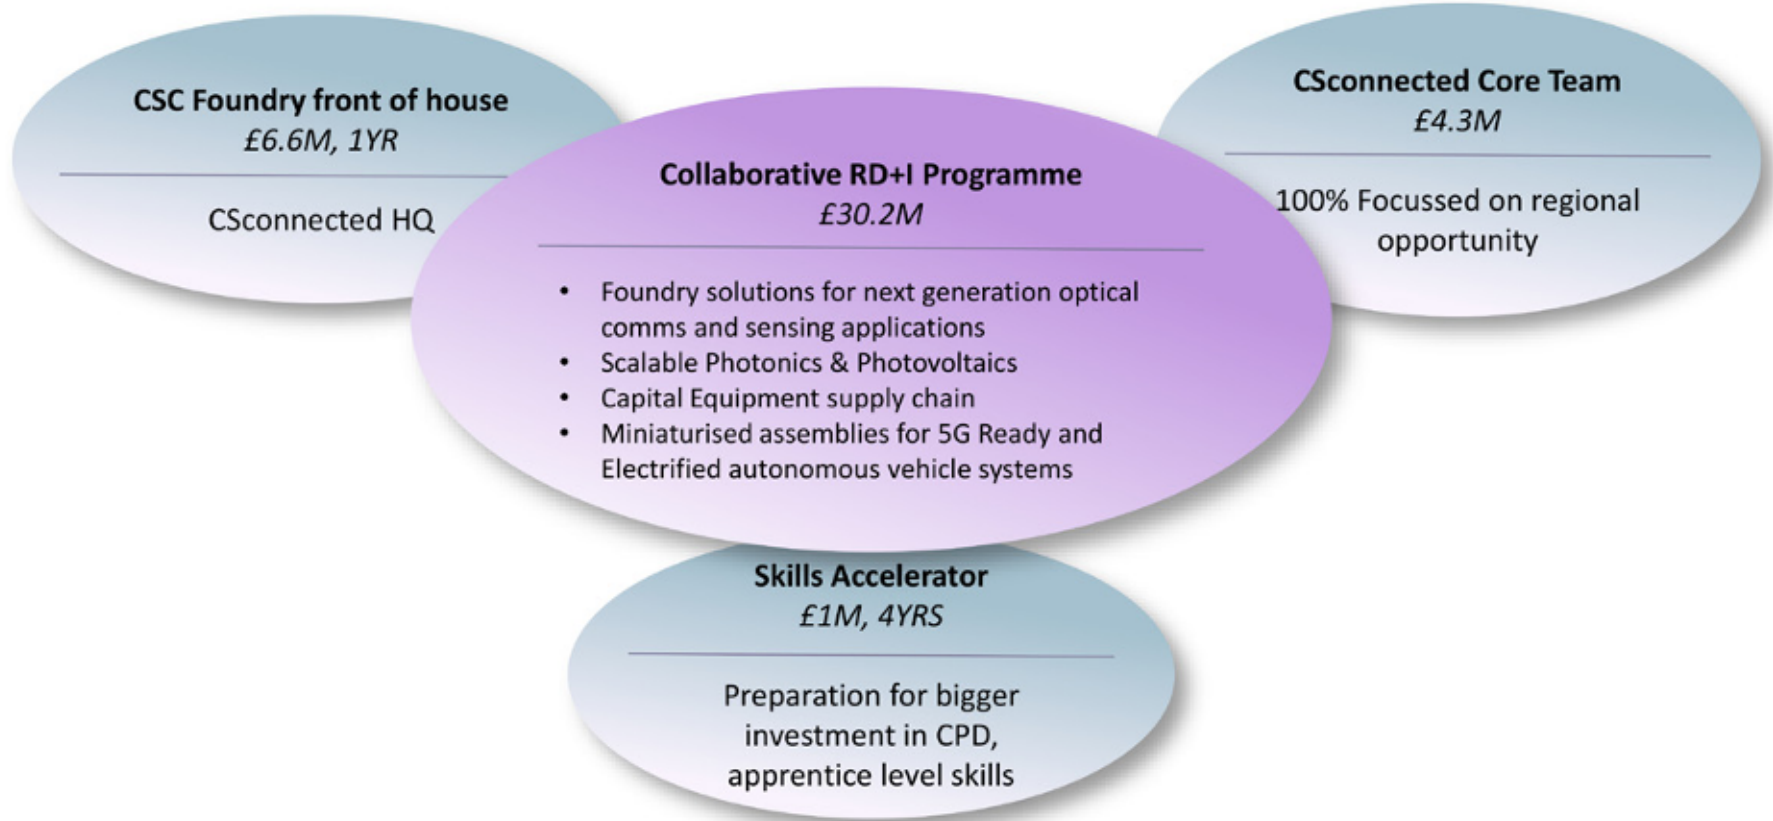 CSC Foundry front of house
£6.6M, 1YR
CSconnected HQ
Collaborative RD+I Programme
£30.2M
• Foundry solutions for next generation optical
comms and sensing applications
• Scalable Photonics & Photovoltaics
• Capital Equipment supply chain
• Miniaturised assemblies for 5G Ready and
Electrified autonomous vehicle systems
CSconnected Core Team
£4.3M
100% Focussed on regional
opportunity
Skills Accelerator
£1M, 4YRS
Preparation for bigger
investment in CPD,
apprentice level skills